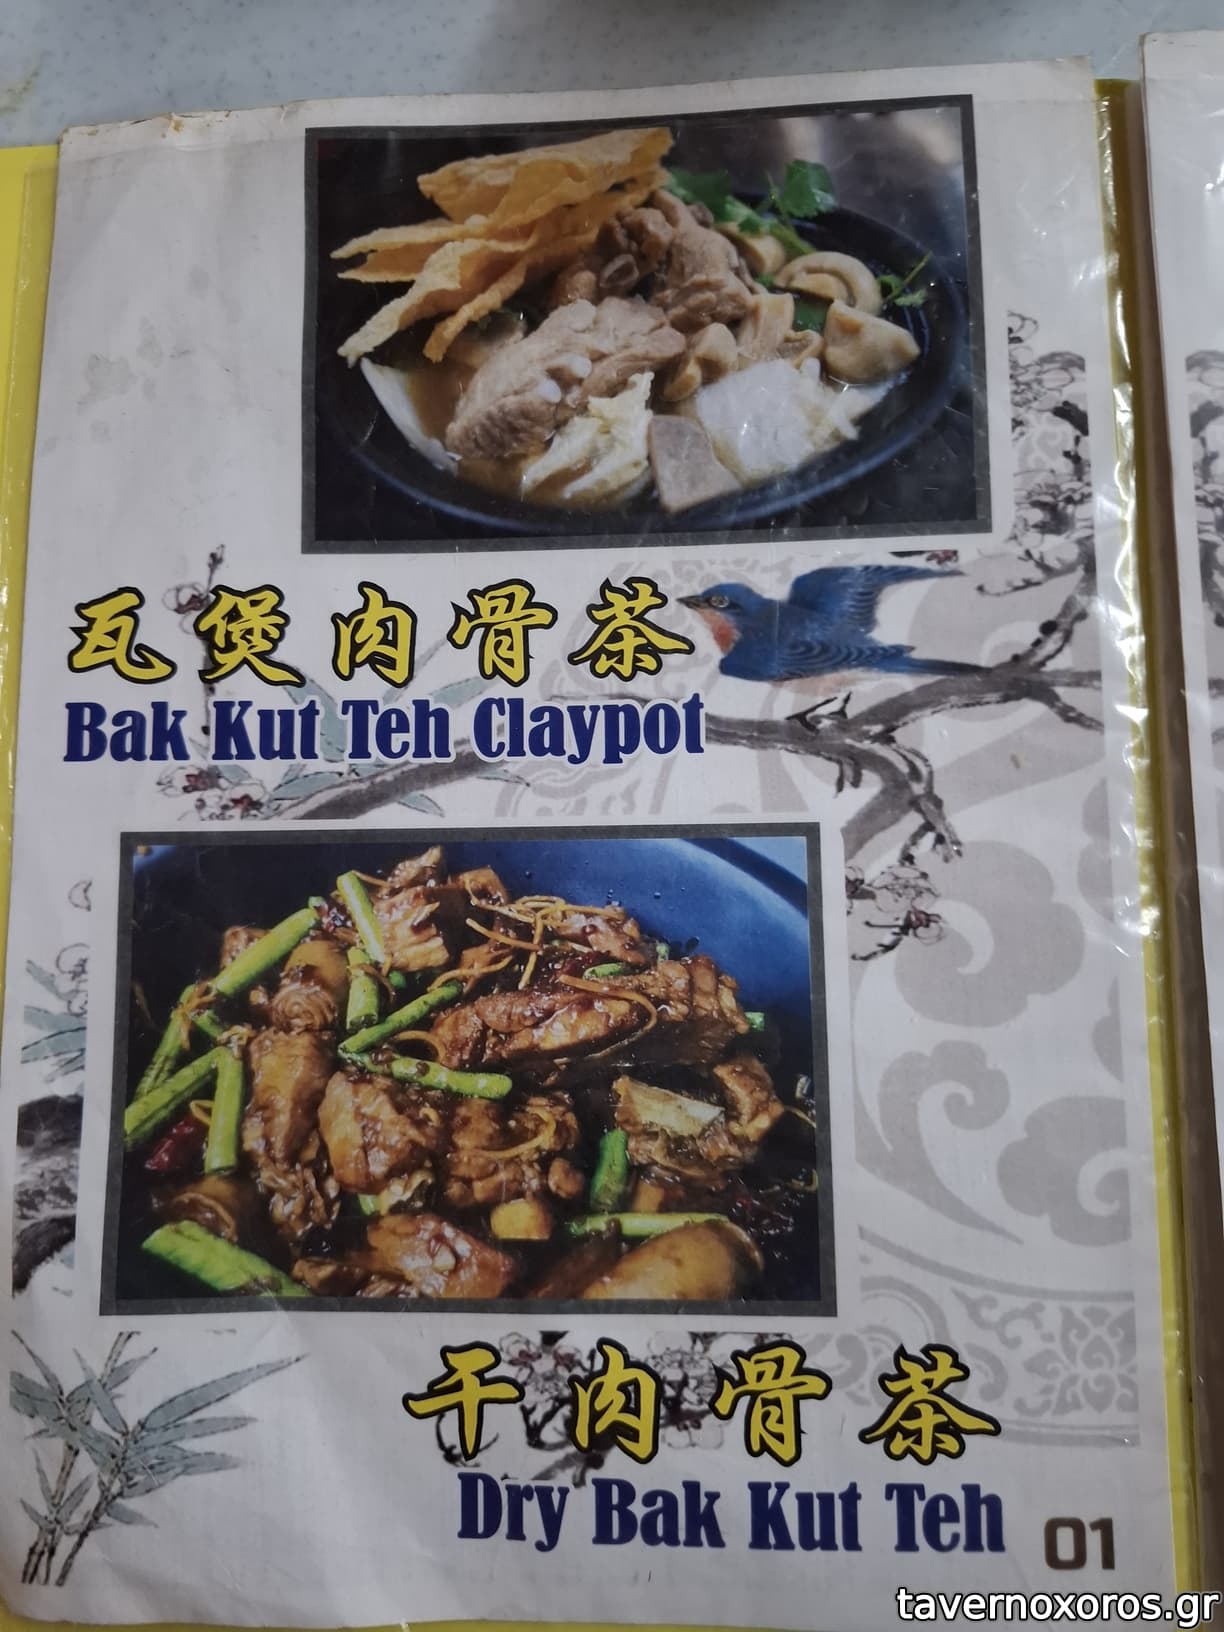 瓦煲肉骨茶
Bak Kut Teh Claypot
干肉骨茶
Dry Bak Kut Teh
01
tavernoxoros.gr